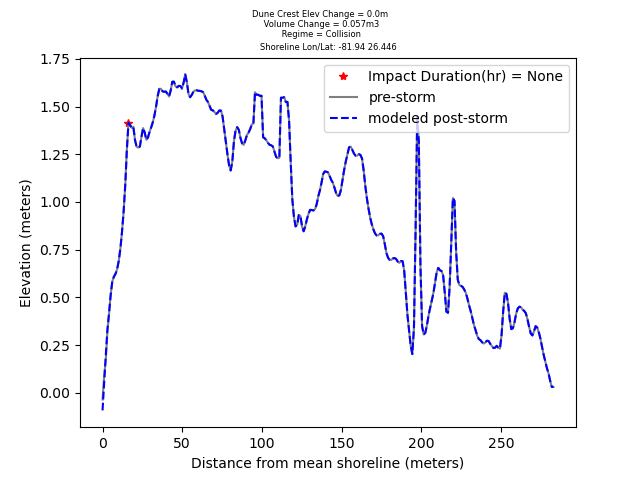 Dune Crest Elev Change = 0.0m
Volume Change = 0.057m3
Regime = Collision
Shoreline Lon/Lat: -81.94 26.446
Impact Duration(hr) = None
pre-storm
modeled post-storm
Elevation (meters)
1.75
1.50
1.25
1.00
0.75
0.50
0.25
0.00
0 50 100 150 200 250
Distance from mean shoreline (meters)